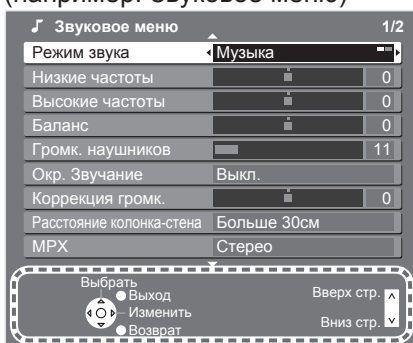 (например: Звуковое меню)
Звуковое меню 1/2
Режим звука Музыка
Низкие частоты 0
Высокие частоты 0
Баланс 0
Громк. наушников 11
Окр. Звучание Выкл.
Коррекция громк. 0
Расстояние колонка-стена Больше 30см
MPX Стерео
Выбрать
Выход
Изменить
Возврат
Вверх стр.
Вниз стр.